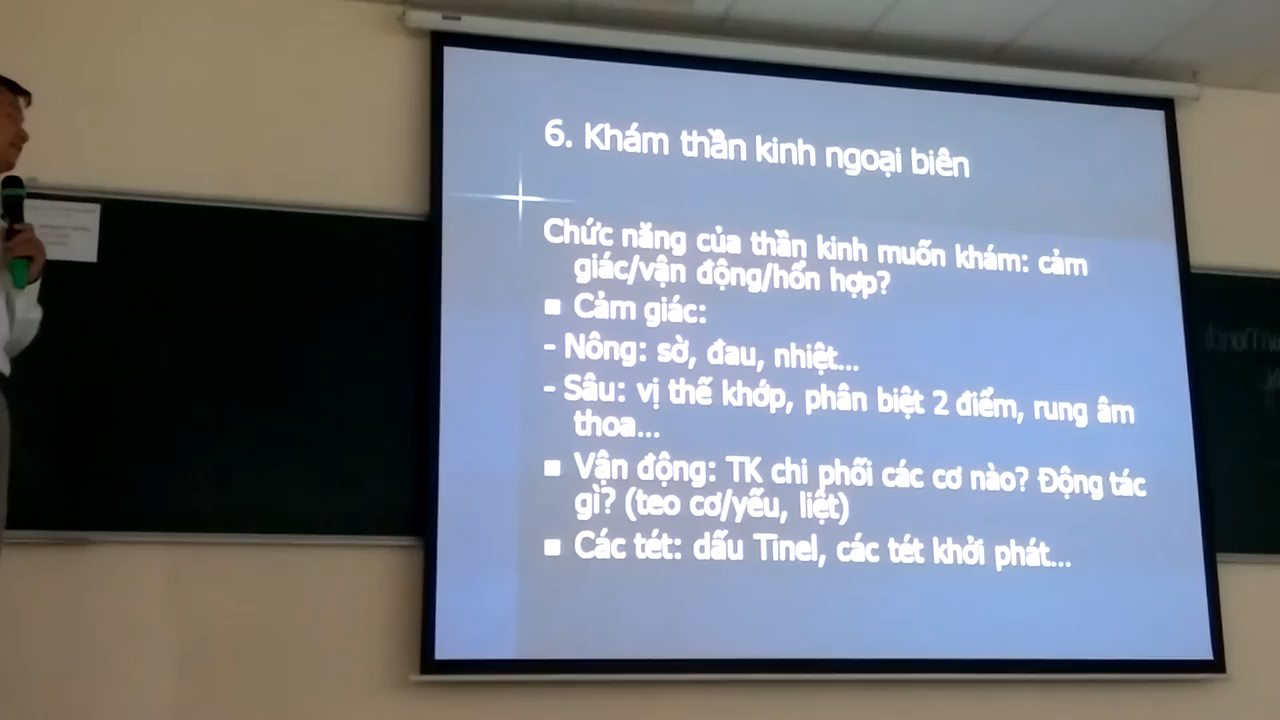 6. Khám thần kinh ngoại biên
Chức năng của thần kinh muốn khám: cảm
giác/vận động/hỗn hợp?
■ Cảm giác:
- Nông: sờ, đau, nhiệt...
- Sâu: vị thế khớp, phân biệt 2 điểm, rung âm
thoa...
■ Vận động: TK chi phối các cơ nào? Động tác
gì? (teo cơ/yếu, liệt)
■ Các tét: dấu Tinel, các tét khởi phát...